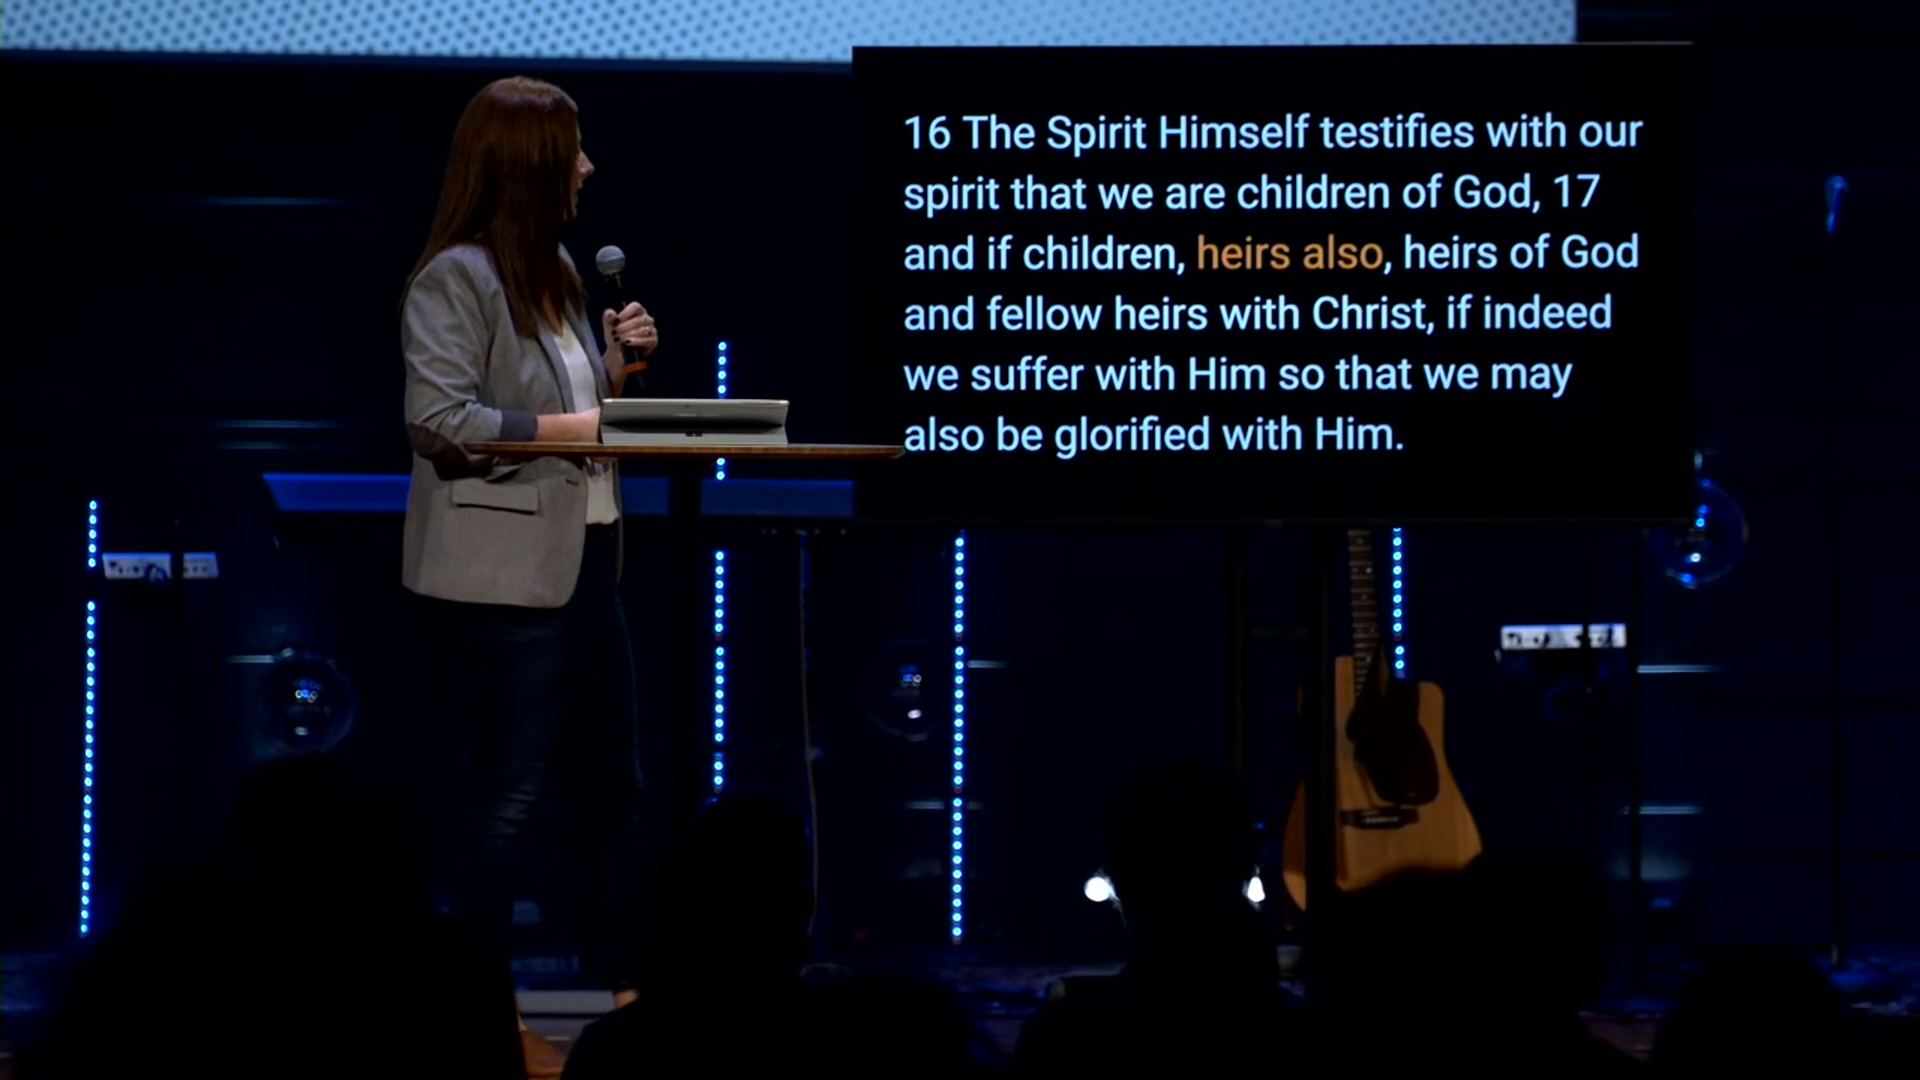 16 The Spirit Himself testifies with our
spirit that we are children of God, 17
and if children, heirs also, heirs of God
and fellow heirs with Christ, if indeed
we suffer with Him so that we may
also be glorified with Him.